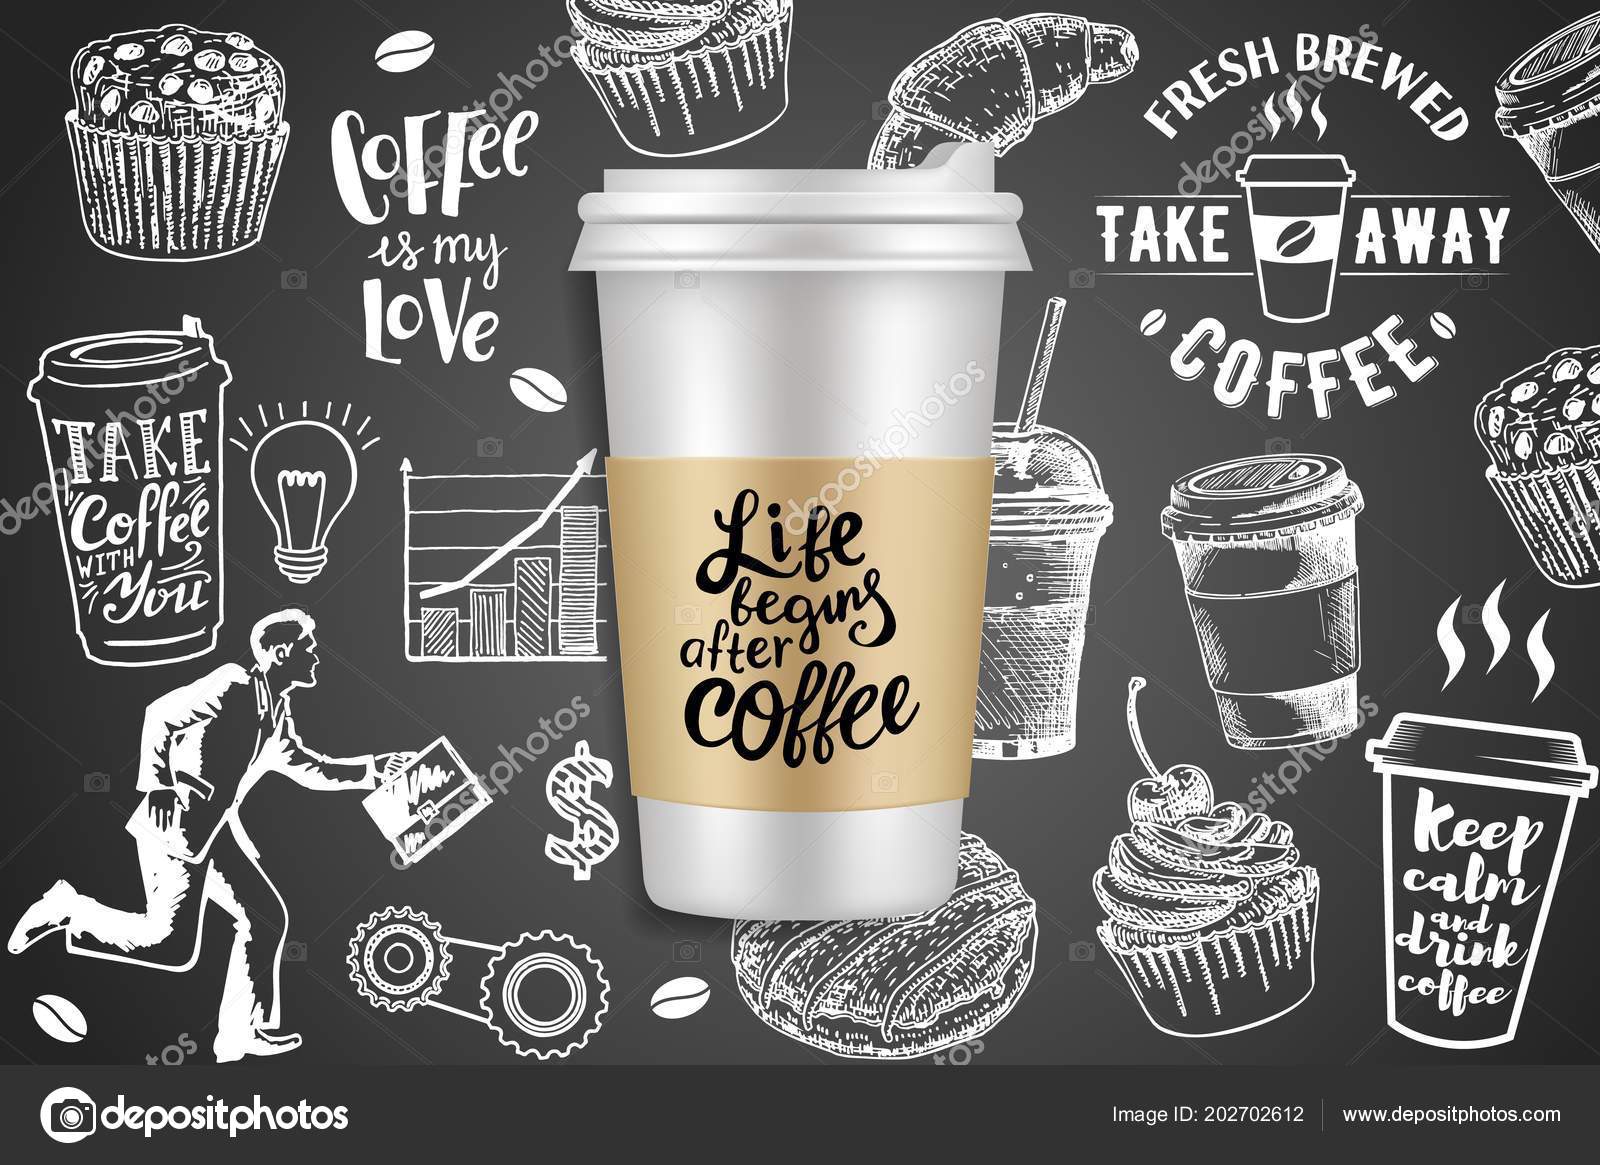 Coffee
is my
Love
FRESH BREWED
TAKE AWAY
COFFEE
TAKE
Coffee
WITH
You
Life
begins
after
coffee
$
Keep
calm
and
drink
coffee
depositphotos
Image ID: 202702612
www.depositphotos.com